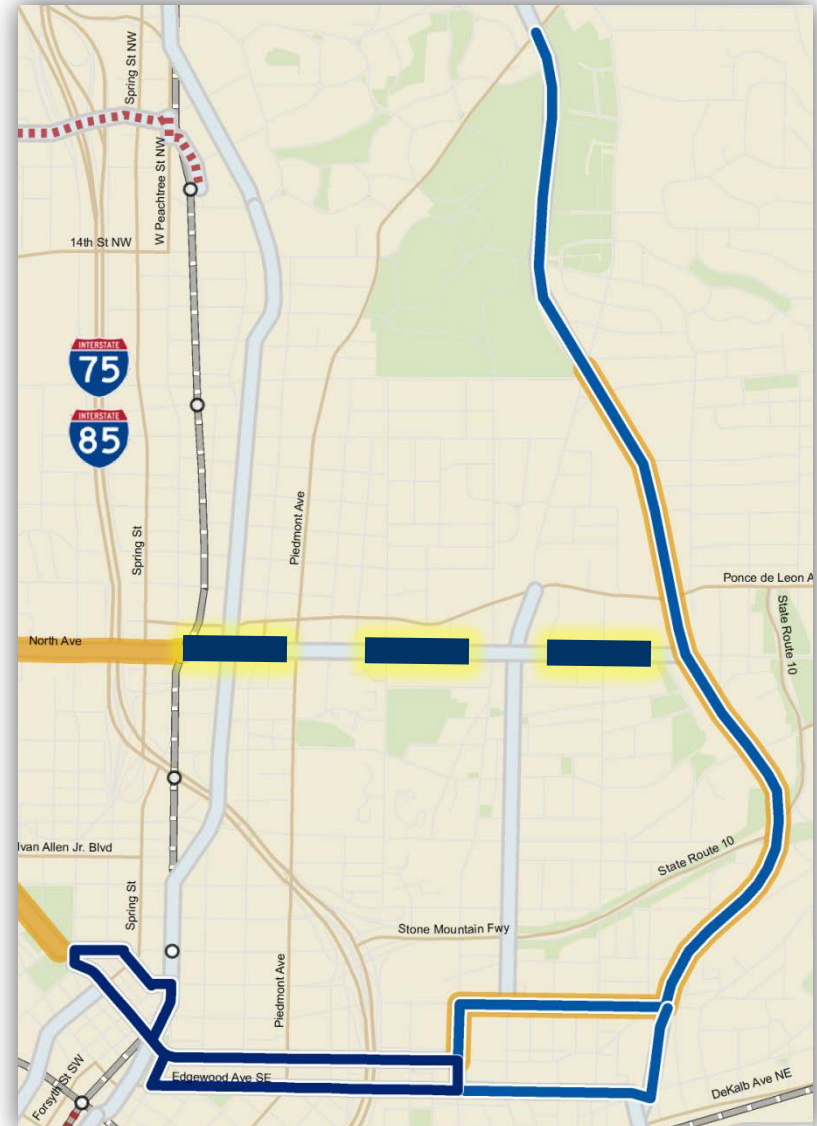 Spring St NW
W Peachtree St NW
14th St NW
INTERSTATE
75
INTERSTATE
85
Piedmont Ave
Spring St
Ponce de Leon A
State Route 10
North Ave
Ivan Allen Jr. Blvd
State Route 10
Spring St
Stone Mountain Fwy
Piedmont Ave
Edgewood Ave SE
Forsyth St SW
DeKalb Ave NE